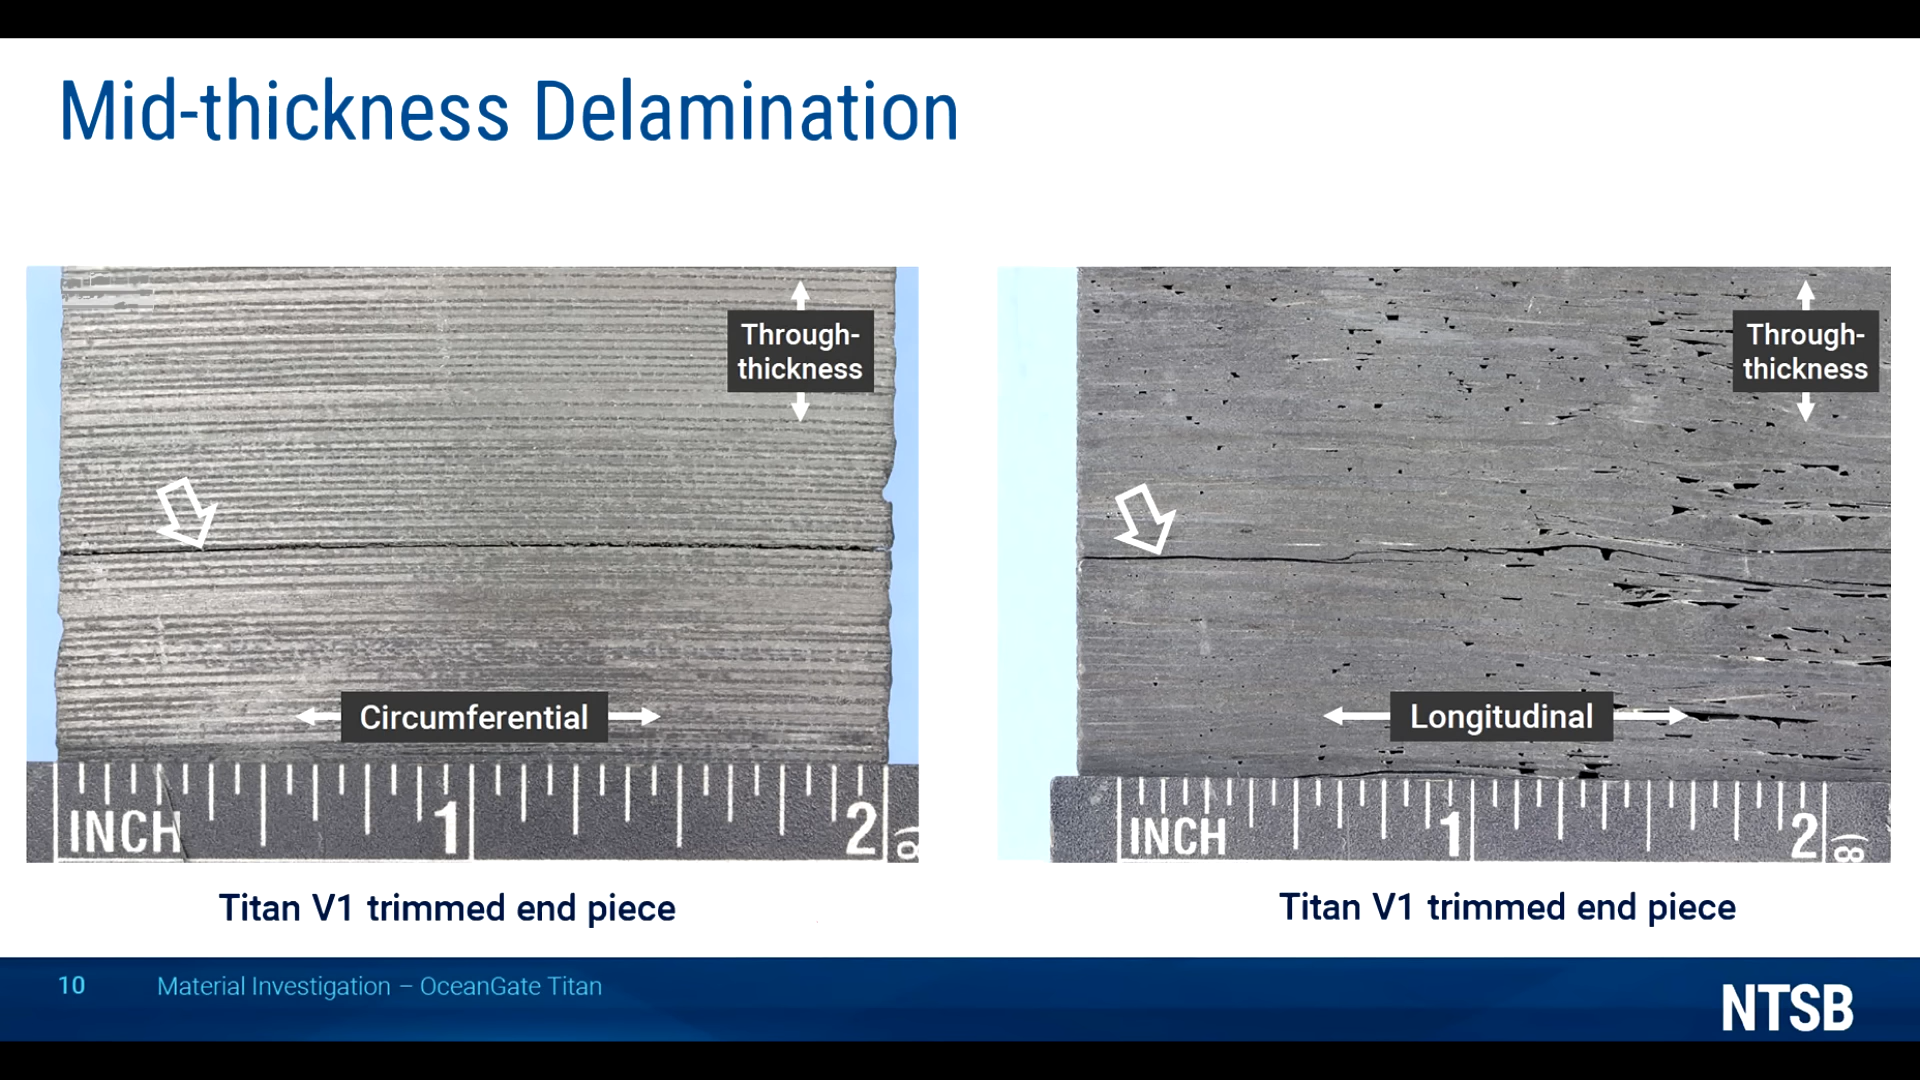 Mid-thickness Delamination
Through-
thickness
Circumferential
INCH 1 2
Titan V1 trimmed end piece
Through-
thickness
Longitudinal
INCH 1 2 (8)
Titan V1 trimmed end piece
10 Material Investigation – OceanGate Titan
NTSB